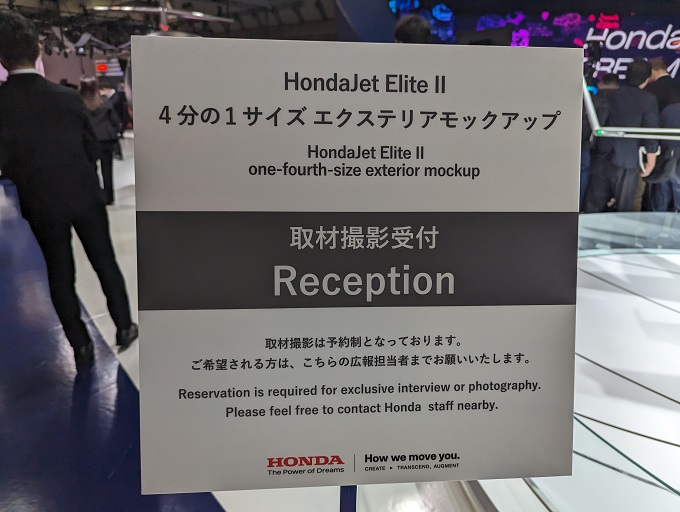 HondaJet Elite II
4分の1サイズ エクステリアモックアップ
HondaJet Elite II
one-fourth-size exterior mockup
取材撮影受付
Reception
取材撮影は予約制となっております。
ご希望される方は、こちらの広報担当者までお願いいたします。
Reservation is required for exclusive interview or photography.
Please feel free to contact Honda staff nearby.
HONDA
The Power of Dreams
How we move you.
CREATE ▸ TRANSCEND, AUGMENT
Honda